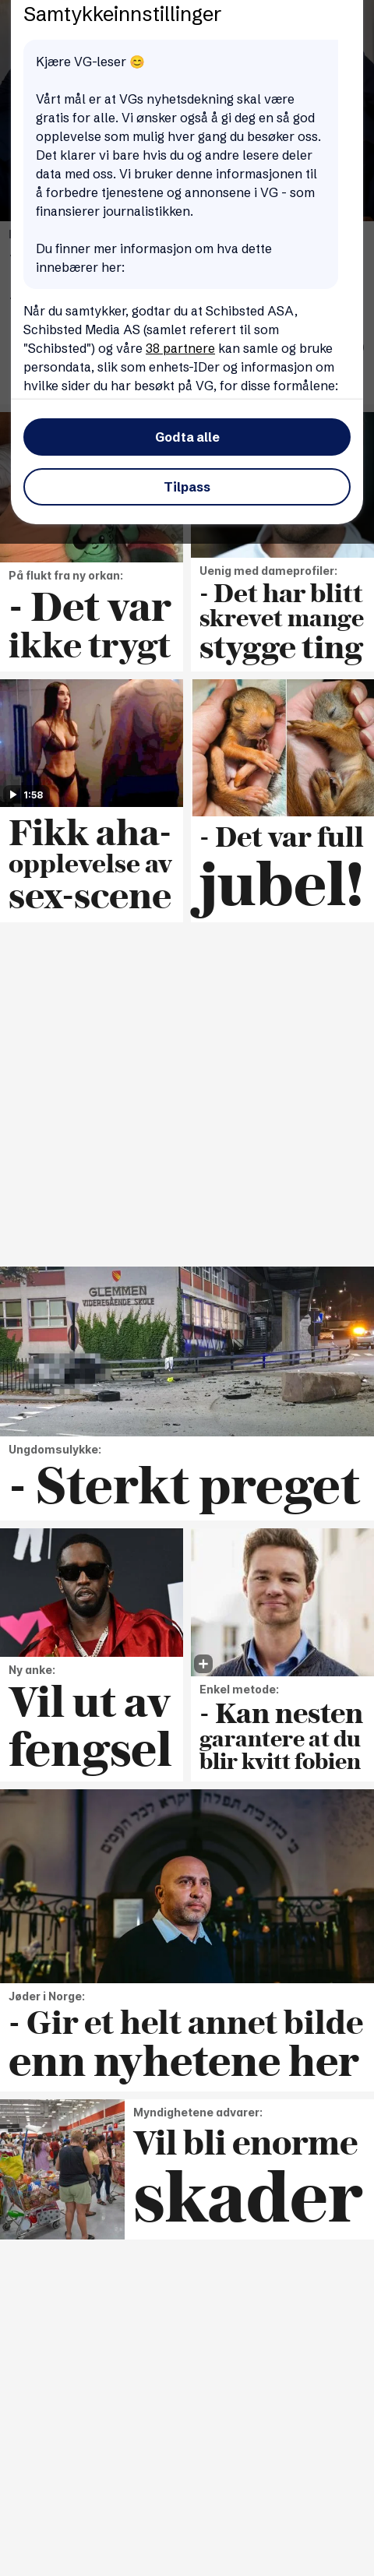 Samtykkeinnstillinger
Kjære VG-leser 😊
Vårt mål er at VGs nyhetsdekning skal være
gratis for alle. Vi ønsker også å gi deg en så god
opplevelse som mulig hver gang du besøker oss.
Det klarer vi bare hvis du og andre lesere deler
data med oss. Vi bruker denne informasjonen til
å forbedre tjenestene og annonsene i VG - som
finansierer journalistikken.
Du finner mer informasjon om hva dette
innebærer her:
Når du samtykker, godtar du at Schibsted ASA,
Schibsted Media AS (samlet referert til som
"Schibsted") og våre 38 partnere kan samle og bruke
persondata, slik som enhets-IDer og informasjon om
hvilke sider du har besøkt på VG, for disse formålene:
Godta alle
Tilpass
På flukt fra ny orkan:
- Det var
ikke trygt
Uenig med dameprofiler:
- Det har blitt
skrevet mange
stygge ting
1:58
Fikk aha-
opplevelse av
sex-scene
- Det var full
jubel!
GLEMMEN
VIDEREGÅENDE SKOLE
Ungdomsulykke:
- Sterkt preget
Ny anke:
Vil ut av
fengsel
Enkel metode:
- Kan nesten
garantere at du
blir kvitt fobien
Jøder i Norge:
- Gir et helt annet bilde
enn nyhetene her
Myndighetene advarer:
Vil bli enorme
skader